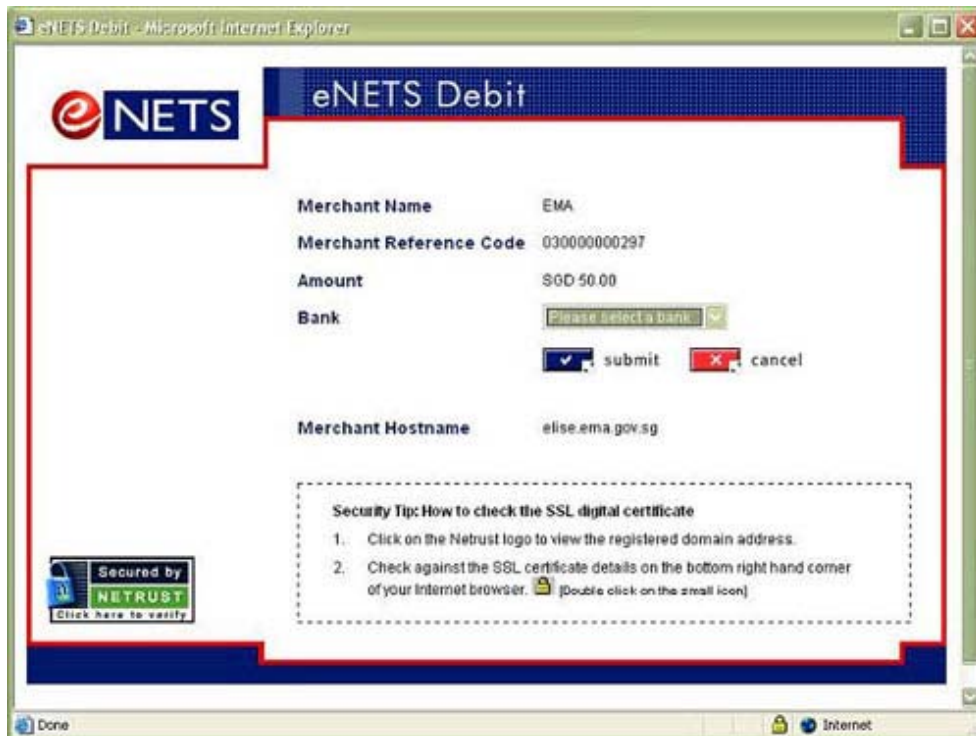 eNETS Debit - Microsoft Internet Explorer
eNETS
eNETS Debit
Merchant Name EMA
Merchant Reference Code 030000000297
Amount SGD 50.00
Bank Please select a bank
submit cancel
Merchant Hostname elise.ema.gov.sg
Security Tip: How to check the SSL digital certificate
1. Click on the Netrust logo to view the registered domain address.
2. Check against the SSL certificate details on the bottom right hand corner
of your Internet browser. [Double click on the small icon]
Secured by
NETRUST
Click here to verify
Done Internet